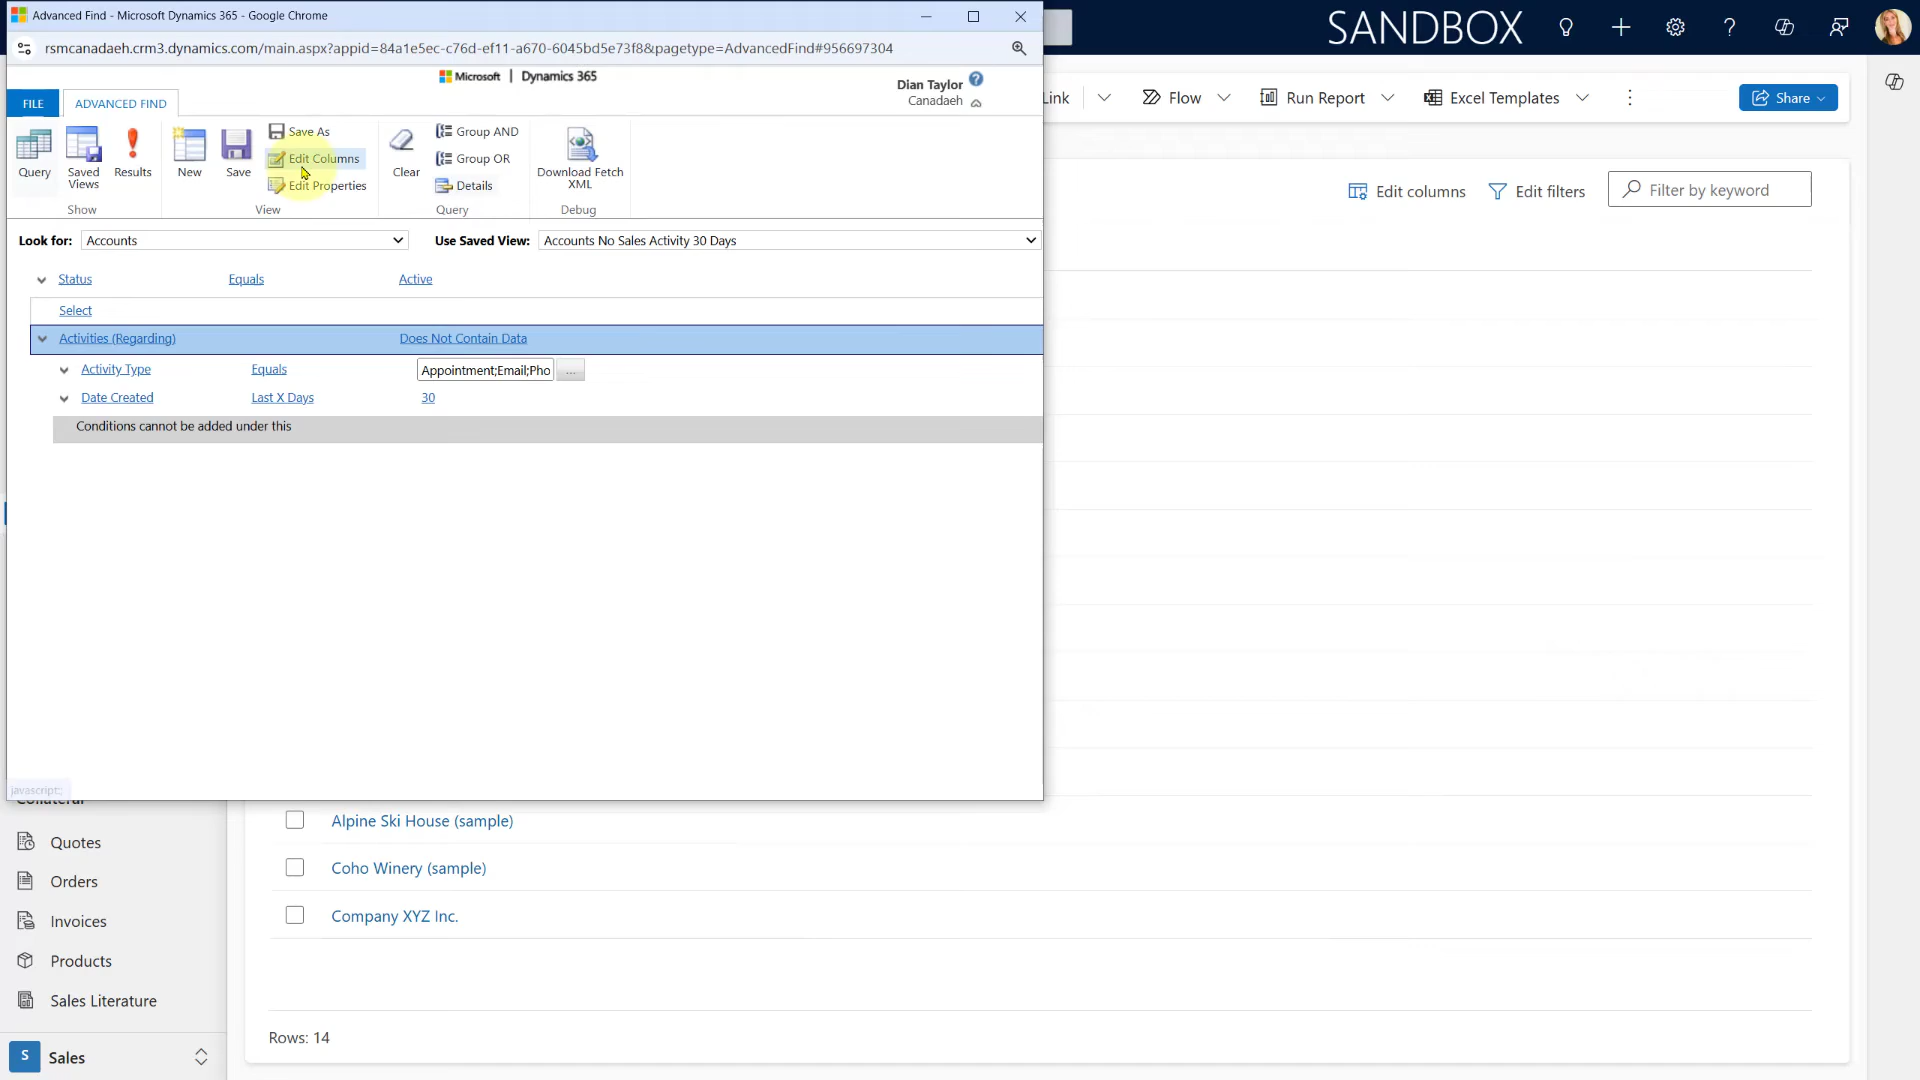 Advanced Find - Microsoft Dynamics 365 - Google Chrome
rsmcanadaeh.crm3.dynamics.com/main.aspx?appid=84a1e5ec-c76d-ef11-a670-6045bd5e73f8&pagetype=AdvancedFind#956697304
Microsoft | Dynamics 365
Dian Taylor
Canadaeh
FILE
ADVANCED FIND
Query
Saved Views
Results
Show
New
Save
Save As
Edit Columns
Edit Properties
View
Clear
Group AND
Group OR
Details
Query
Download Fetch XML
Debug
Look for: Accounts
Use Saved View: Accounts No Sales Activity 30 Days
Status Equals Active
Select
Activities (Regarding) Does Not Contain Data
Activity Type Equals Appointment;Email;Pho ...
Date Created Last X Days 30
Conditions cannot be added under this
javascript:;
SANDBOX
Link
Flow
Run Report
Excel Templates
Share
Edit columns
Edit filters
Filter by keyword
Collateral
Quotes
Orders
Invoices
Products
Sales Literature
S Sales
Alpine Ski House (sample)
Coho Winery (sample)
Company XYZ Inc.
Rows: 14